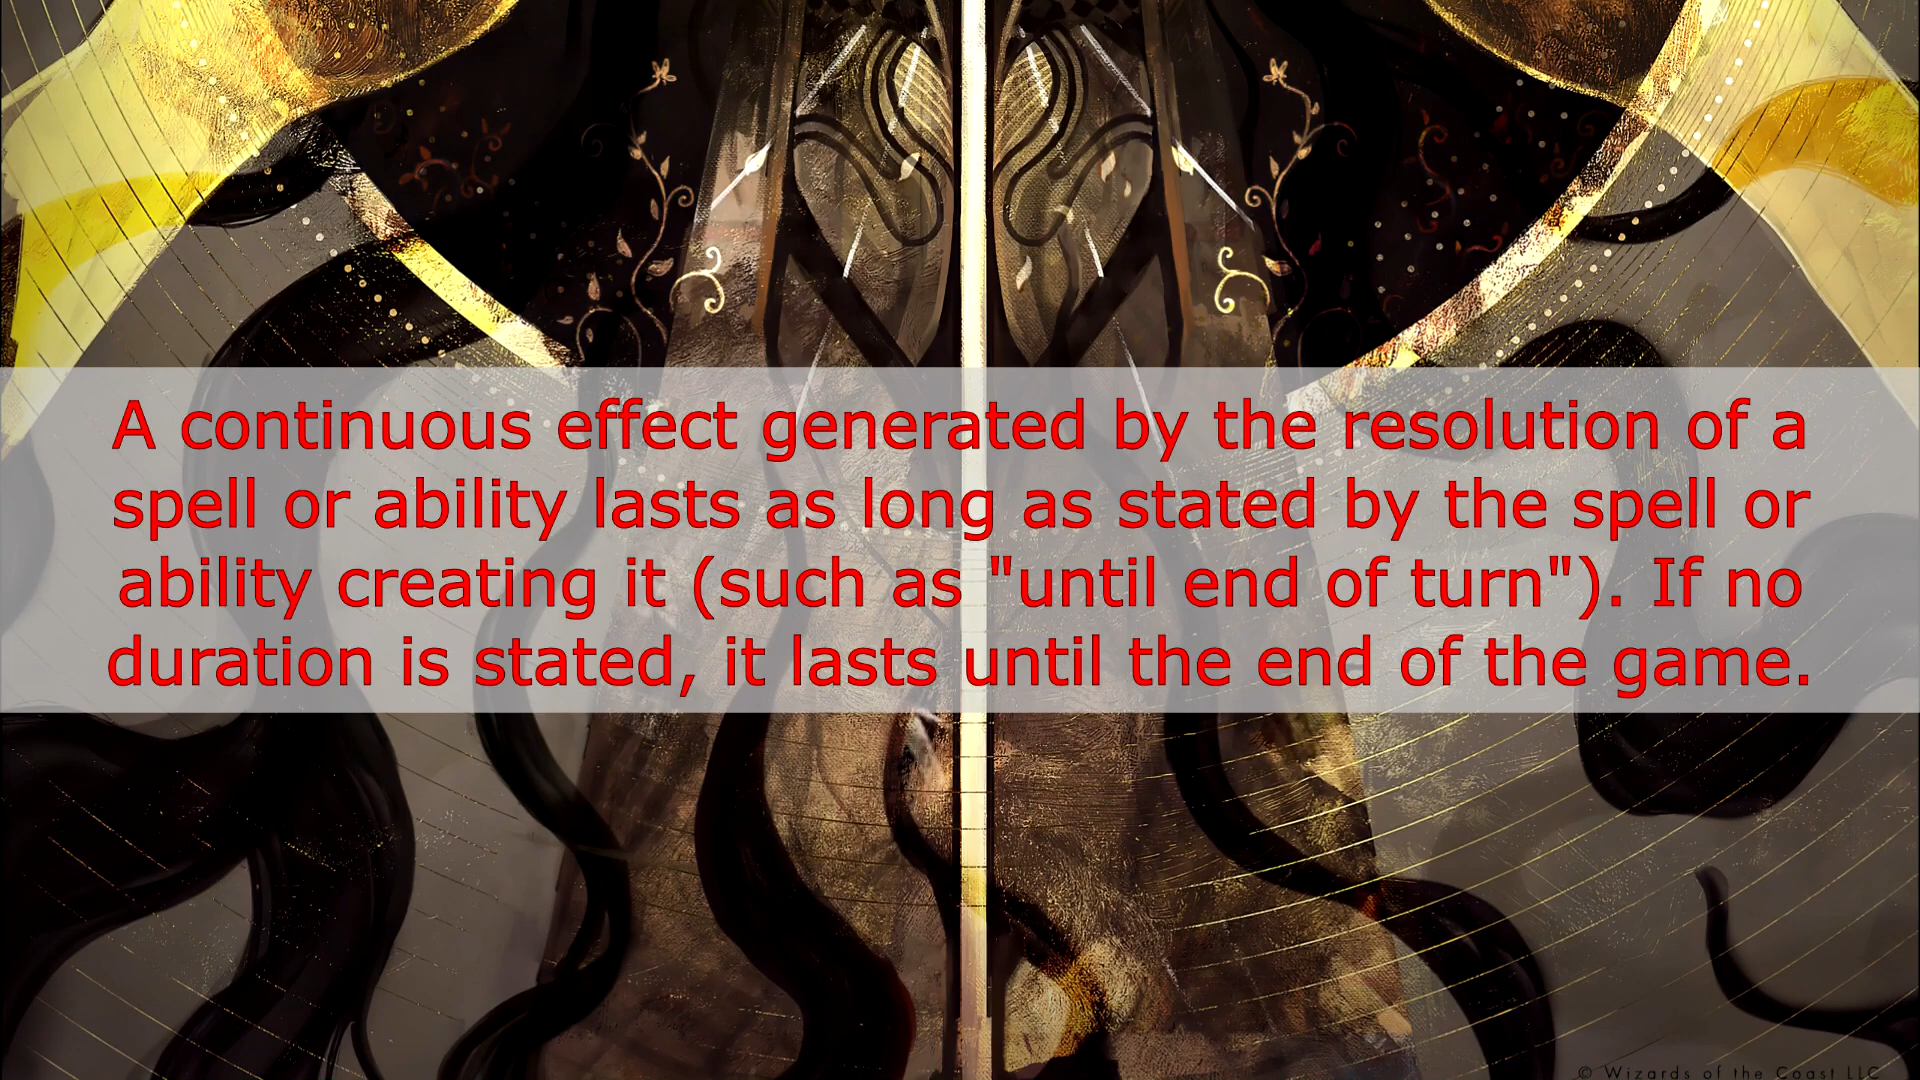 A continuous effect generated by the resolution of a
spell or ability lasts as long as stated by the spell or
ability creating it (such as "until end of turn"). If no
duration is stated, it lasts until the end of the game.
© Wizards of the Coast LLC